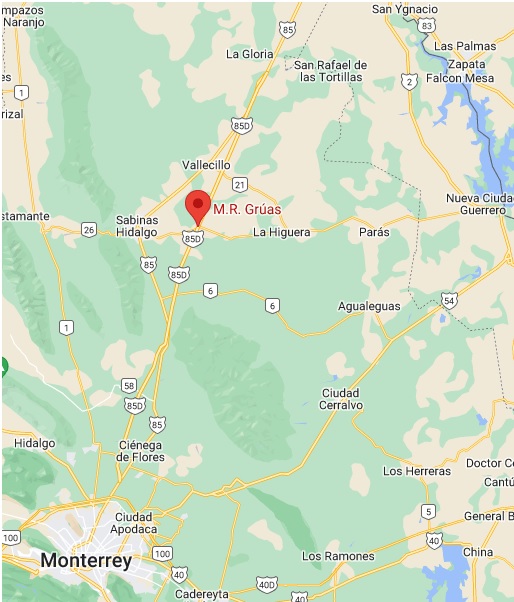 San Ygnacio
mpazos
Naranjo
83
85
La Gloria
Las Palmas
San Rafael de
las Tortillas
Zapata
Falcon Mesa
es
1
2
rizal
85D
Vallecillo
21
M.R. Grúas
Nueva Ciuda
Guerrero
stamante
Sabinas
Hidalgo
26
85D
La Higuera
Parás
85
85D
6
6
54
Agualeguas
1
58
85D
Ciudad
Cerralvo
85
Hidalgo
Ciénega
de Flores
Los Herreras
Doctor Co
Cantú
Ciudad
Apodaca
5
General B
100
100
40
Monterrey
Los Ramones
China
40
40D
Cadereyta
40